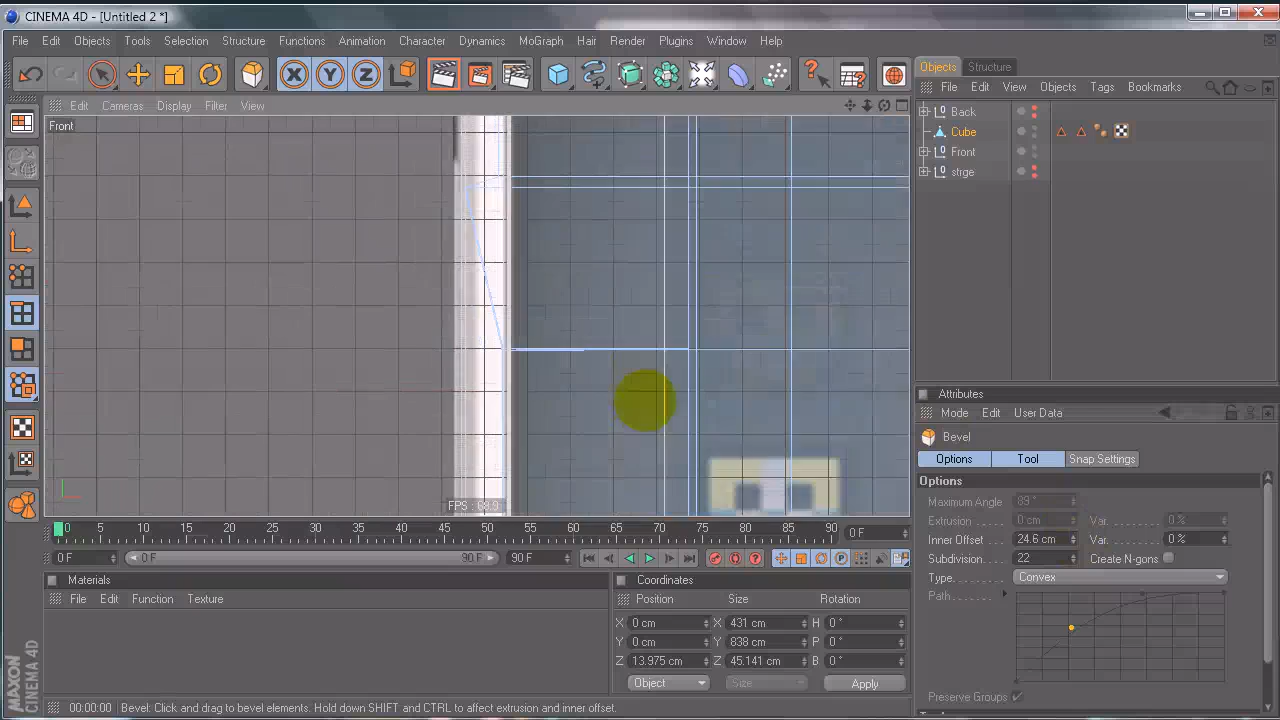 CINEMA 4D - [Untitled 2 *]
File Edit Objects Tools Selection Structure Functions Animation Character Dynamics MoGraph Hair Render Plugins Window Help
X Y Z
Objects Structure
Edit Cameras Display Filter View
File Edit View Objects Tags Bookmarks
Front
Back
Cube
Front
strge
Attributes
Mode Edit User Data
Bevel
Options Tool Snap Settings
Options
Maximum Angle 89 °
Extrusion 0 cm Var. 0 %
Inner Offset 24.6 cm Var. 0 %
Subdivision 22 Create N-gons
Type Convex
Path
Preserve Groups
FPS :
0 5 10 15 20 25 30 35 40 45 50 55 60 65 70 75 80 85 90 0 F
0 F 0 F 90 F 90 F
Materials
File Edit Function Texture
Coordinates
Position Size Rotation
X 0 cm X 431 cm H 0 °
Y 0 cm Y 838 cm P 0 °
Z 13.975 cm Z 45.141 cm B 0 °
Object Size Apply
MAXON
CINEMA 4D
00:00:00 Bevel: Click and drag to bevel elements. Hold down SHIFT and CTRL to affect extrusion and inner offset.